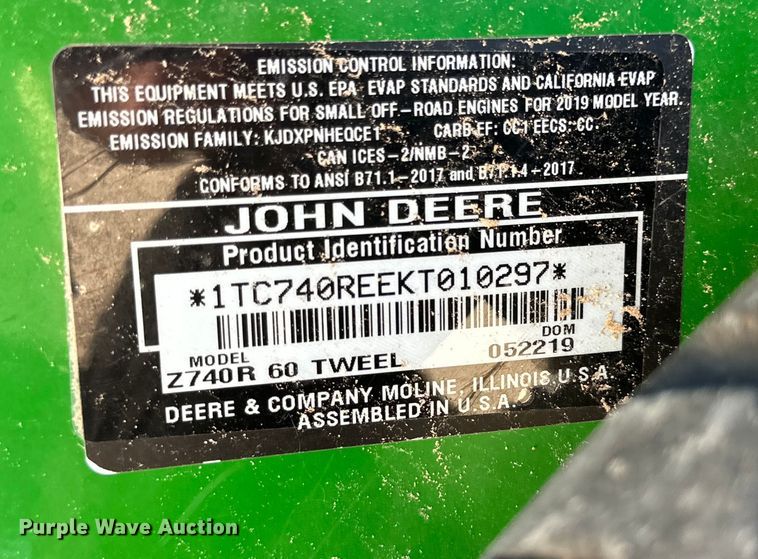 EMISSION CONTROL INFORMATION:
THIS EQUIPMENT MEETS U.S. EPA EVAP STANDARDS AND CALIFORNIA EVAP
EMISSION REGULATIONS FOR SMALL OFF-ROAD ENGINES FOR 2019 MODEL YEAR.
EMISSION FAMILY: KJDXPNHEQCE1 CARB EF: CC1 EECS: CC
CAN ICES-2/NMB-2
CONFORMS TO ANSI B71.1-2017 and B71.4-2017
JOHN DEERE
Product Identification Number
*1TC740REEKT010297*
MODEL DOM
Z740R 60 TWEEL 052219
DEERE & COMPANY MOLINE, ILLINOIS U.S.A.
ASSEMBLED IN U.S.A.
Purple Wave Auction